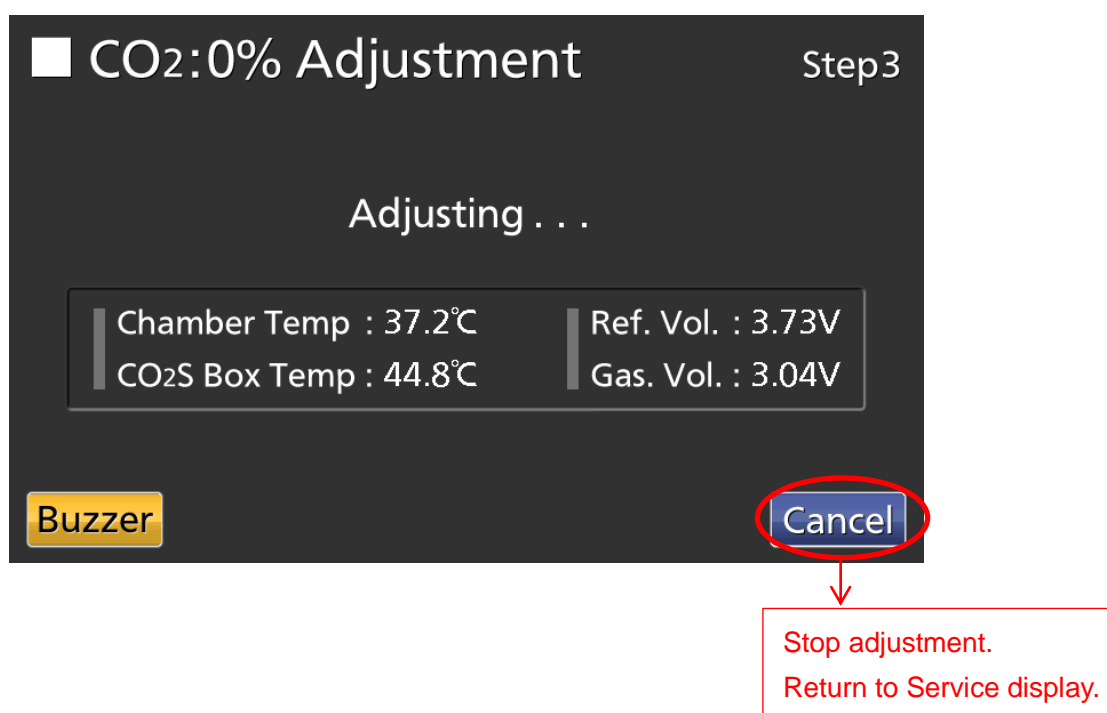 CO2:0% Adjustment Step3
Adjusting . . .
Chamber Temp : 37.2℃ Ref. Vol. : 3.73V
CO2S Box Temp : 44.8℃ Gas. Vol. : 3.04V
Buzzer Cancel
Stop adjustment.
Return to Service display.